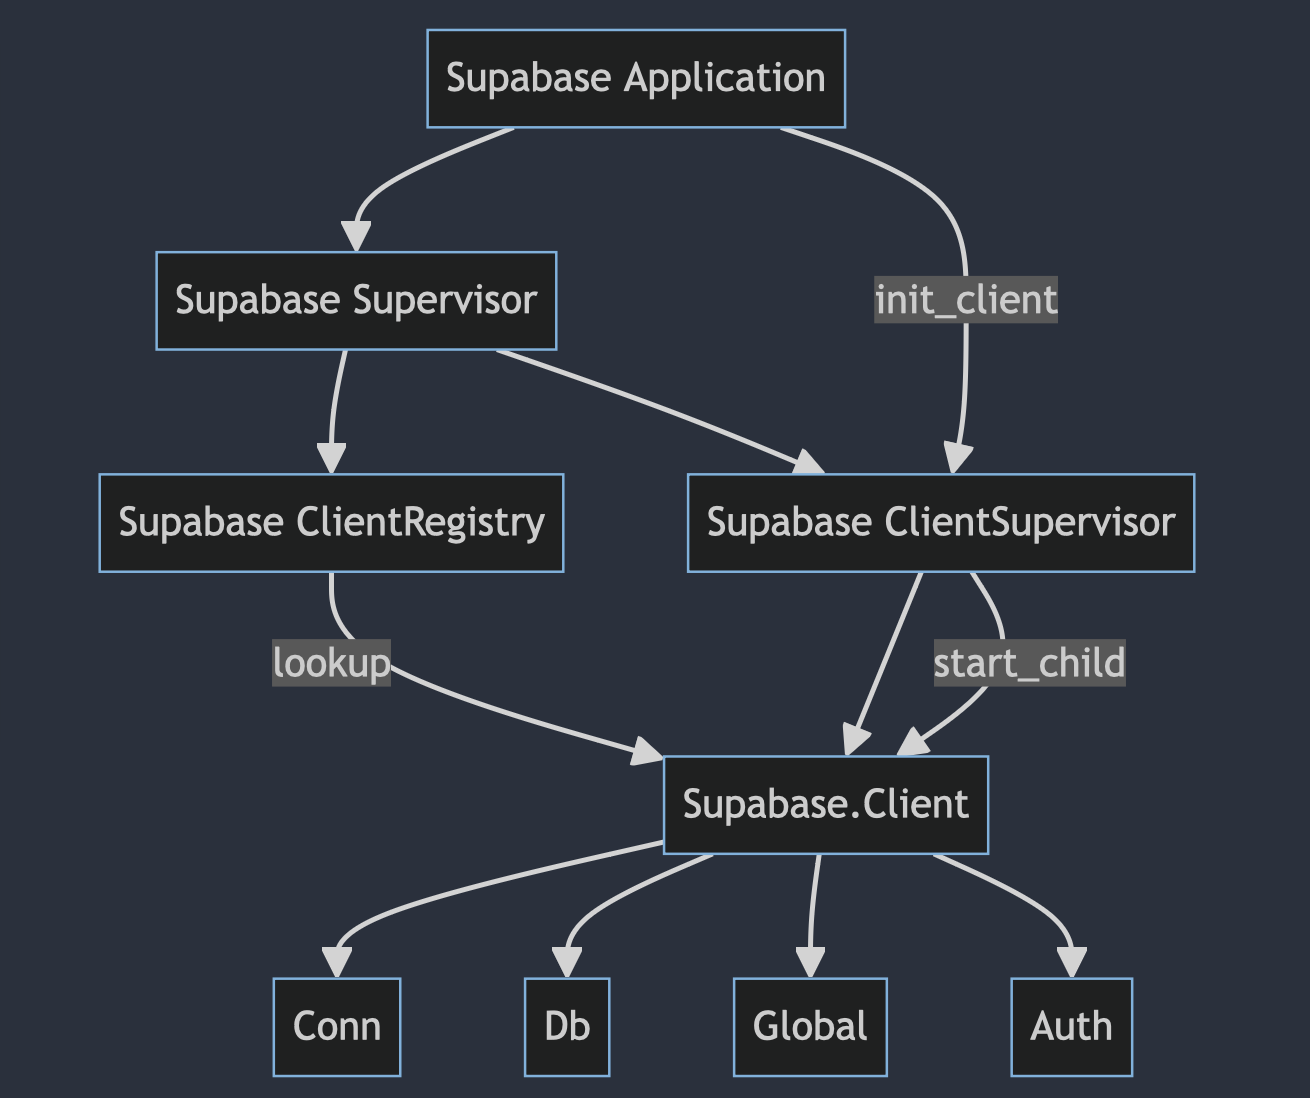 Supabase Application
Supabase Supervisor
init_client
Supabase ClientRegistry
Supabase ClientSupervisor
lookup
start_child
Supabase.Client
Conn
Db
Global
Auth